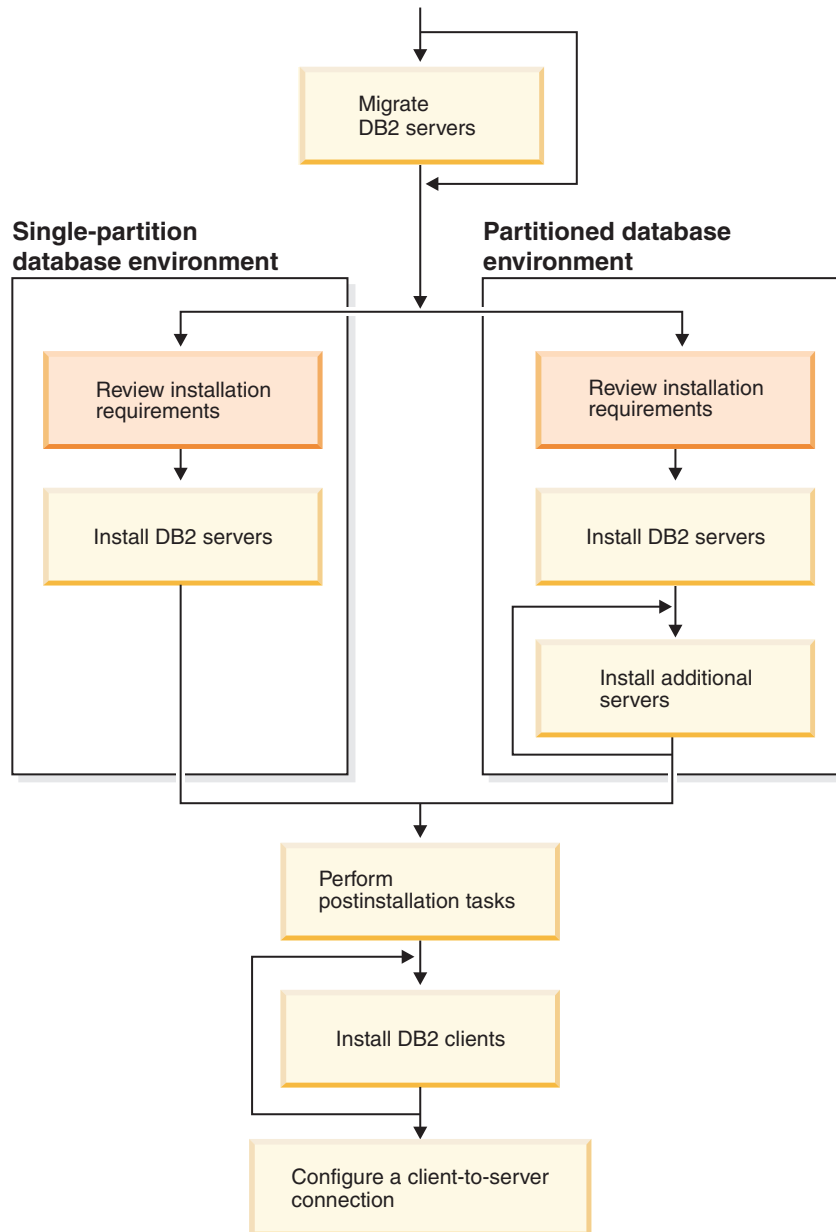 Migrate
DB2 servers
Single-partition
database environment
Partitioned database
environment
Review installation
requirements
Review installation
requirements
Install DB2 servers
Install DB2 servers
Install additional
servers
Perform
postinstallation tasks
Install DB2 clients
Configure a client-to-server
connection